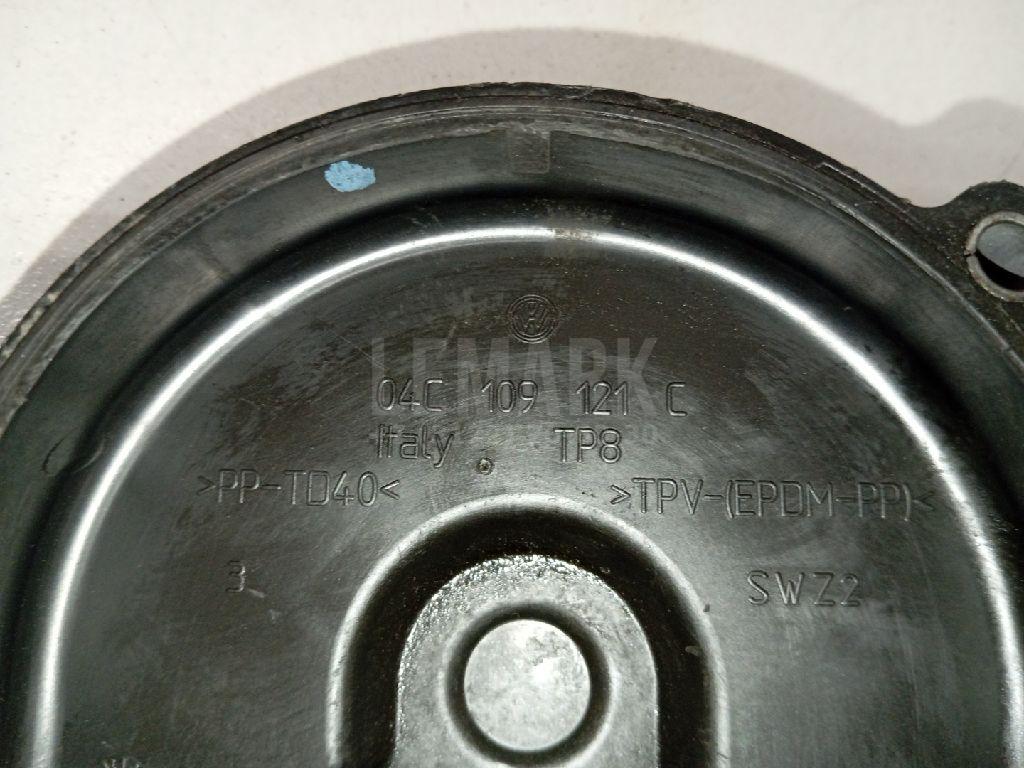 LEMARK
04C 109 121 C
Italy TP8
>PP-TD40< >TPV-(EPDM-PP)<
3 SWZ2